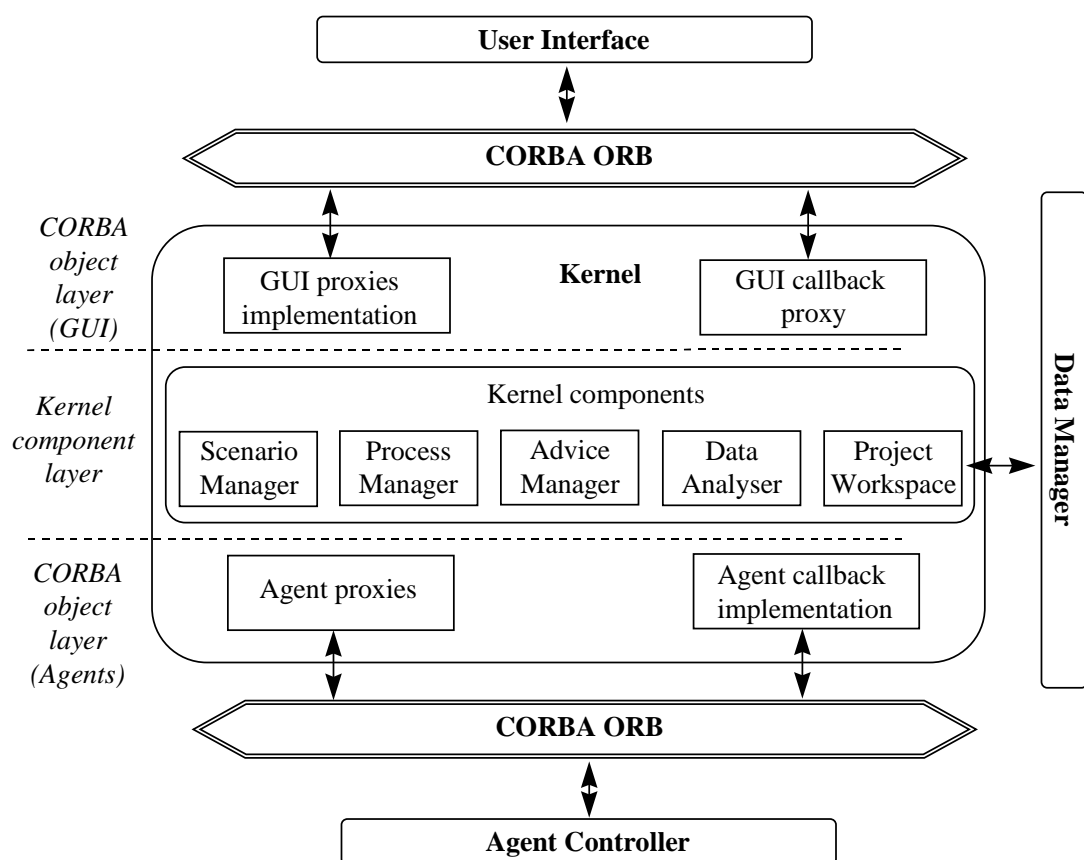 User Interface
CORBA ORB
CORBA
object
layer
(GUI)
GUI proxies
implementation
Kernel
GUI callback
proxy
Kernel
component
layer
Kernel components
Scenario
Manager
Process
Manager
Advice
Manager
Data
Analyser
Project
Workspace
Data Manager
CORBA
object
layer
(Agents)
Agent proxies
Agent callback
implementation
CORBA ORB
Agent Controller